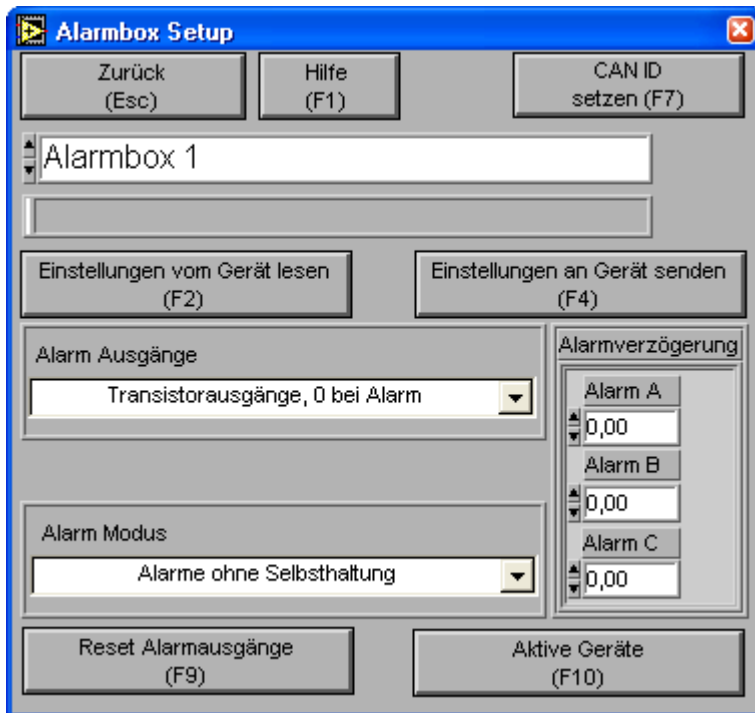 Alarmbox Setup
Zurück
(Esc)
Hilfe
(F1)
CAN ID
setzen (F7)
Alarmbox 1
Einstellungen vom Gerät lesen
(F2)
Einstellungen an Gerät senden
(F4)
Alarm Ausgänge
Transistorausgänge, 0 bei Alarm
Alarm Modus
Alarme ohne Selbsthaltung
Alarmverzögerung
Alarm A
0,00
Alarm B
0,00
Alarm C
0,00
Reset Alarmausgänge
(F9)
Aktive Geräte
(F10)